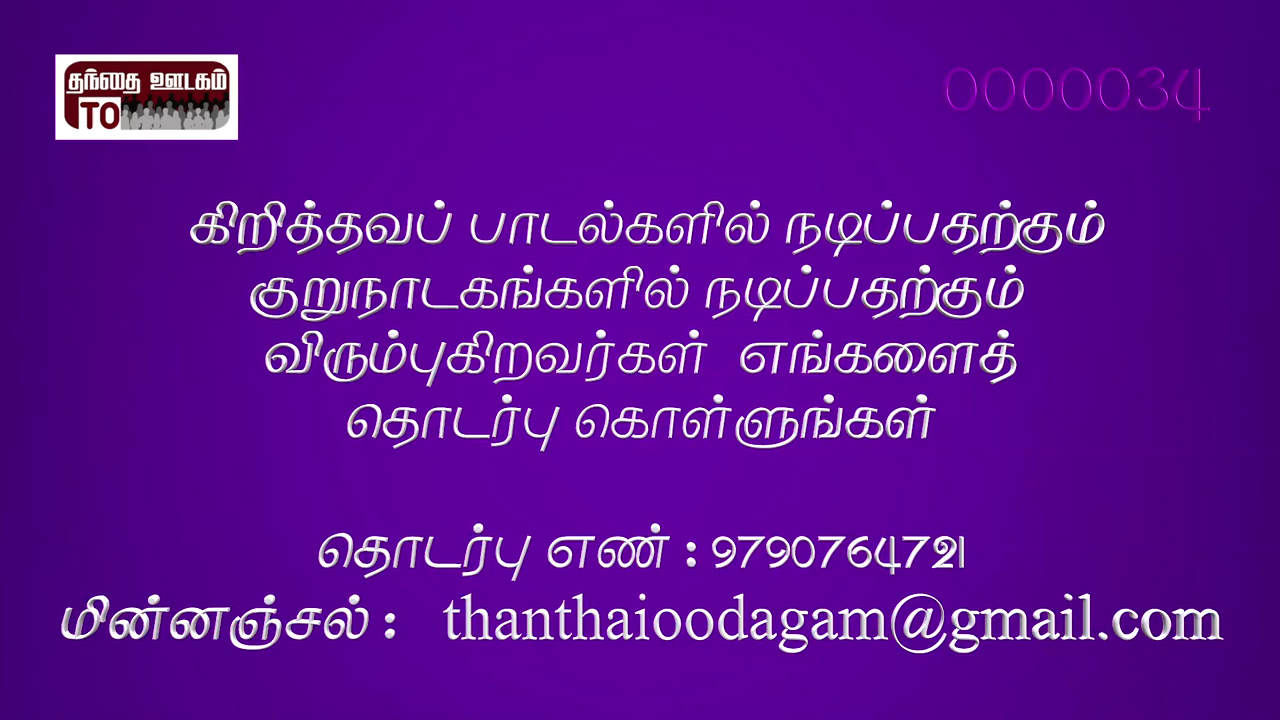 தந்தை ஊடகம்
TO
0000034
கிறித்தவப் பாடல்களில் நடிப்பதற்கும்
குறுநாடகங்களில் நடிப்பதற்கும்
விரும்புகிறவர்கள் எங்களைத்
தொடர்பு கொள்ளுங்கள்
தொடர்பு எண் : 9790764721
மின்னஞ்சல் : thanthaioodagam@gmail.com